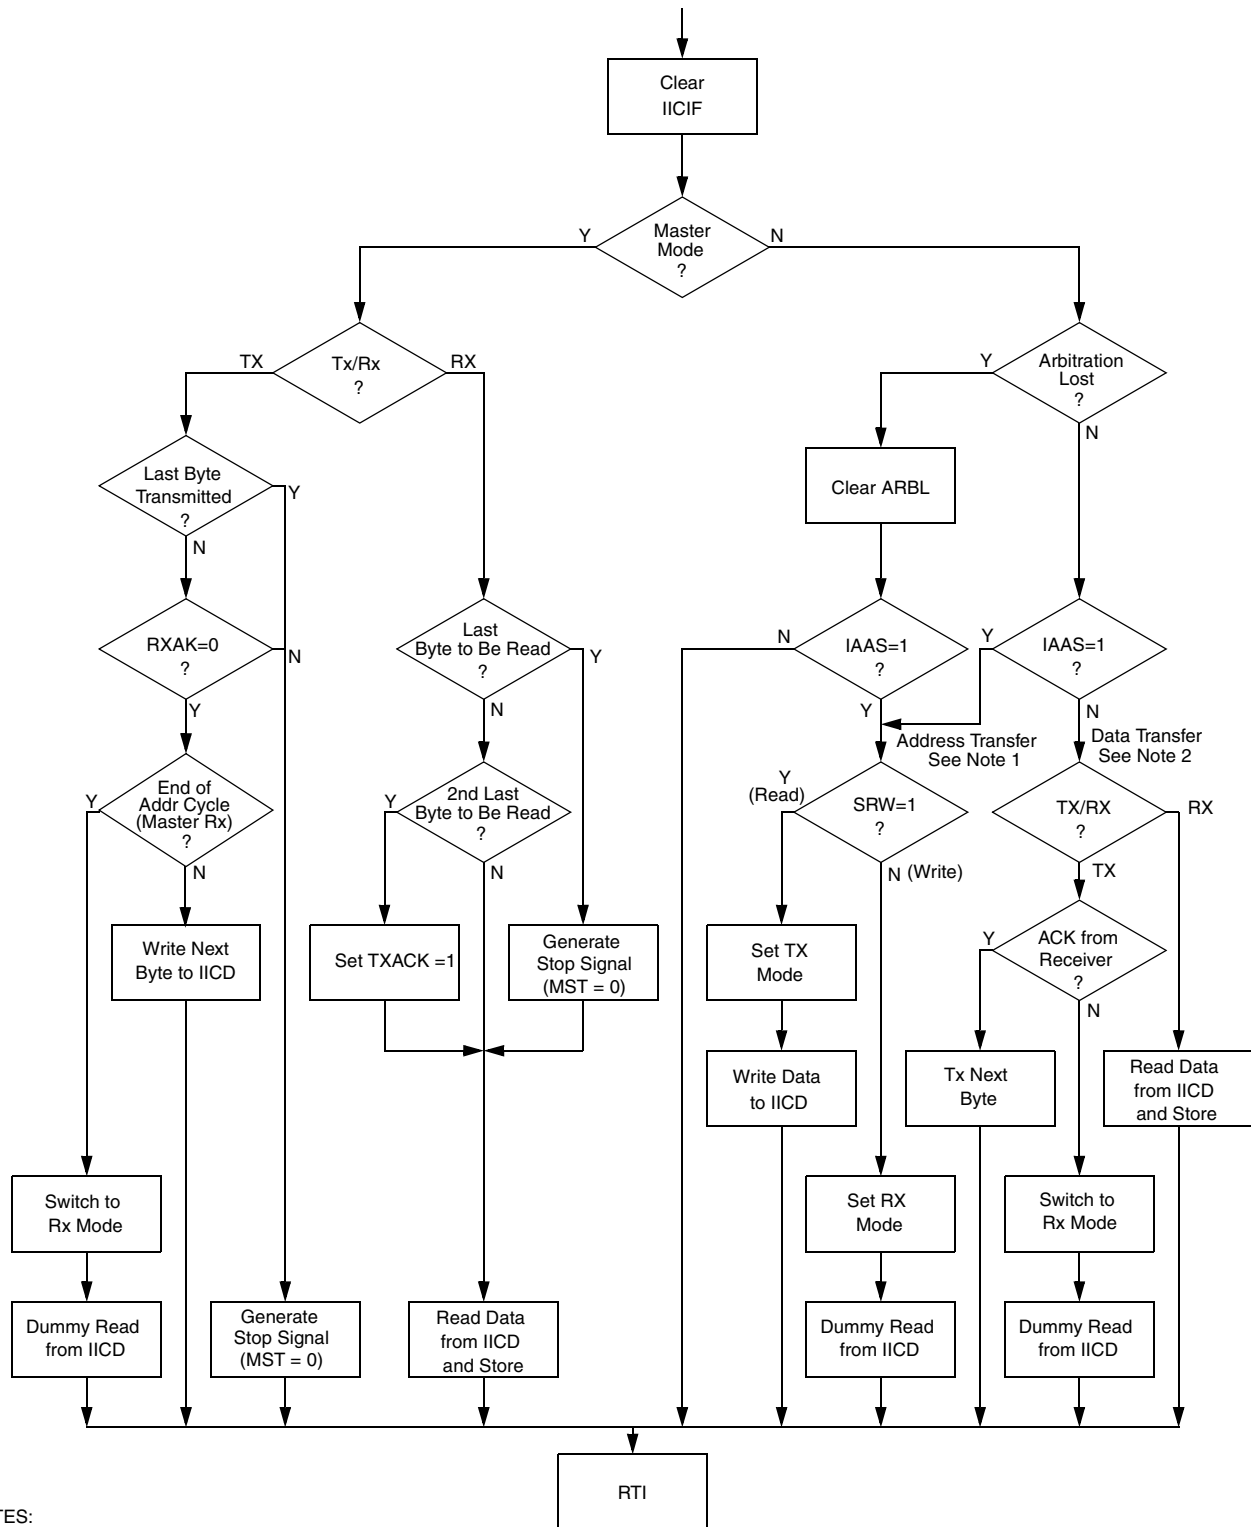 Clear
IICIF
Master
Mode
?
Y
N
Tx/Rx
?
TX
RX
Arbitration
Lost
?
Y
N
Last Byte
Transmitted
?
Y
N
Clear ARBL
RXAK=0
?
N
Y
Last
Byte to Be Read
?
Y
N
IAAS=1
?
N
Y
IAAS=1
?
Y
N
Address Transfer
See Note 1
Data Transfer
See Note 2
End of
Addr Cycle
(Master Rx)
?
Y
N
2nd Last
Byte to Be Read
?
Y
N
Y
(Read)
SRW=1
?
N (Write)
TX/RX
?
RX
TX
Write Next
Byte to IICD
Set TXACK =1
Generate
Stop Signal
(MST = 0)
Set TX
Mode
ACK from
Receiver
?
Y
N
Write Data
to IICD
Tx Next
Byte
Read Data
from IICD
and Store
Switch to
Rx Mode
Set RX
Mode
Switch to
Rx Mode
Dummy Read
from IICD
Generate
Stop Signal
(MST = 0)
Read Data
from IICD
and Store
Dummy Read
from IICD
Dummy Read
from IICD
RTI
TES: